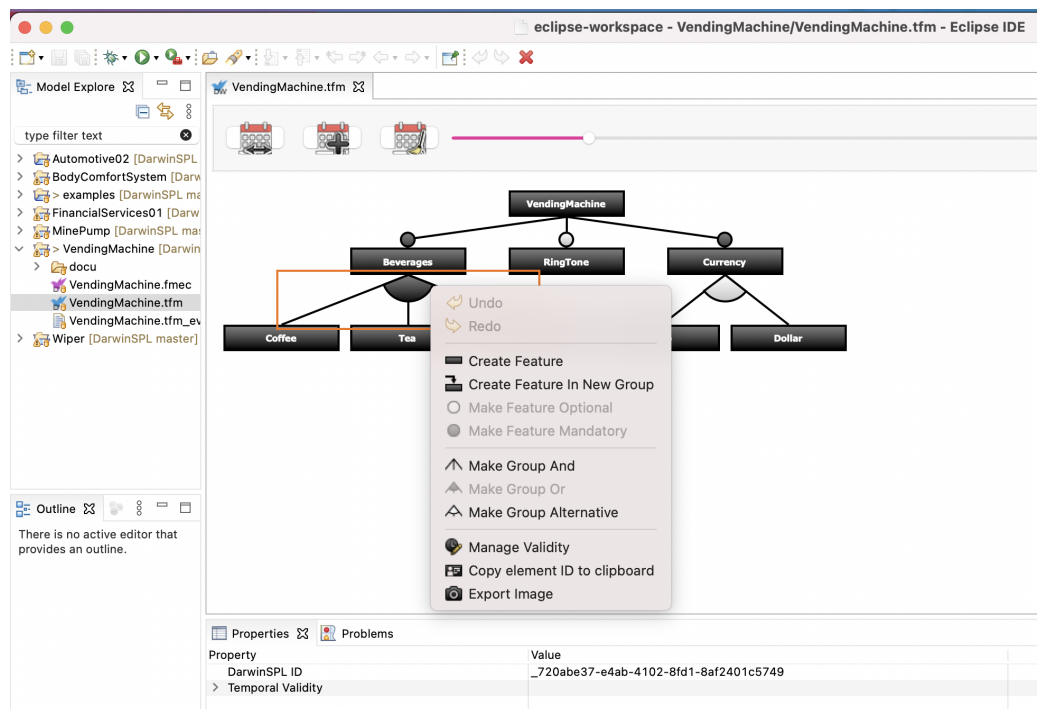 eclipse-workspace - VendingMachine/VendingMachine.tfm - Eclipse IDE
Model Explore
VendingMachine.tfm
type filter text
Automotive02 [DarwinSPL
BodyComfortSystem [Darw
> examples [DarwinSPL ma
FinancialServices01 [Darw
MinePump [DarwinSPL mas
> VendingMachine [Darwin
docu
VendingMachine.fmec
VendingMachine.tfm
VendingMachine.tfm_ev
Wiper [DarwinSPL master]
VendingMachine
Beverages
RingTone
Currency
Coffee
Tea
Dollar
Undo
Redo
Create Feature
Create Feature In New Group
Make Feature Optional
Make Feature Mandatory
Make Group And
Make Group Or
Make Group Alternative
Manage Validity
Copy element ID to clipboard
Export Image
Outline
There is no active editor that
provides an outline.
Properties
Problems
Property
Value
DarwinSPL ID
_720abe37-e4ab-4102-8fd1-8af2401c5749
Temporal Validity